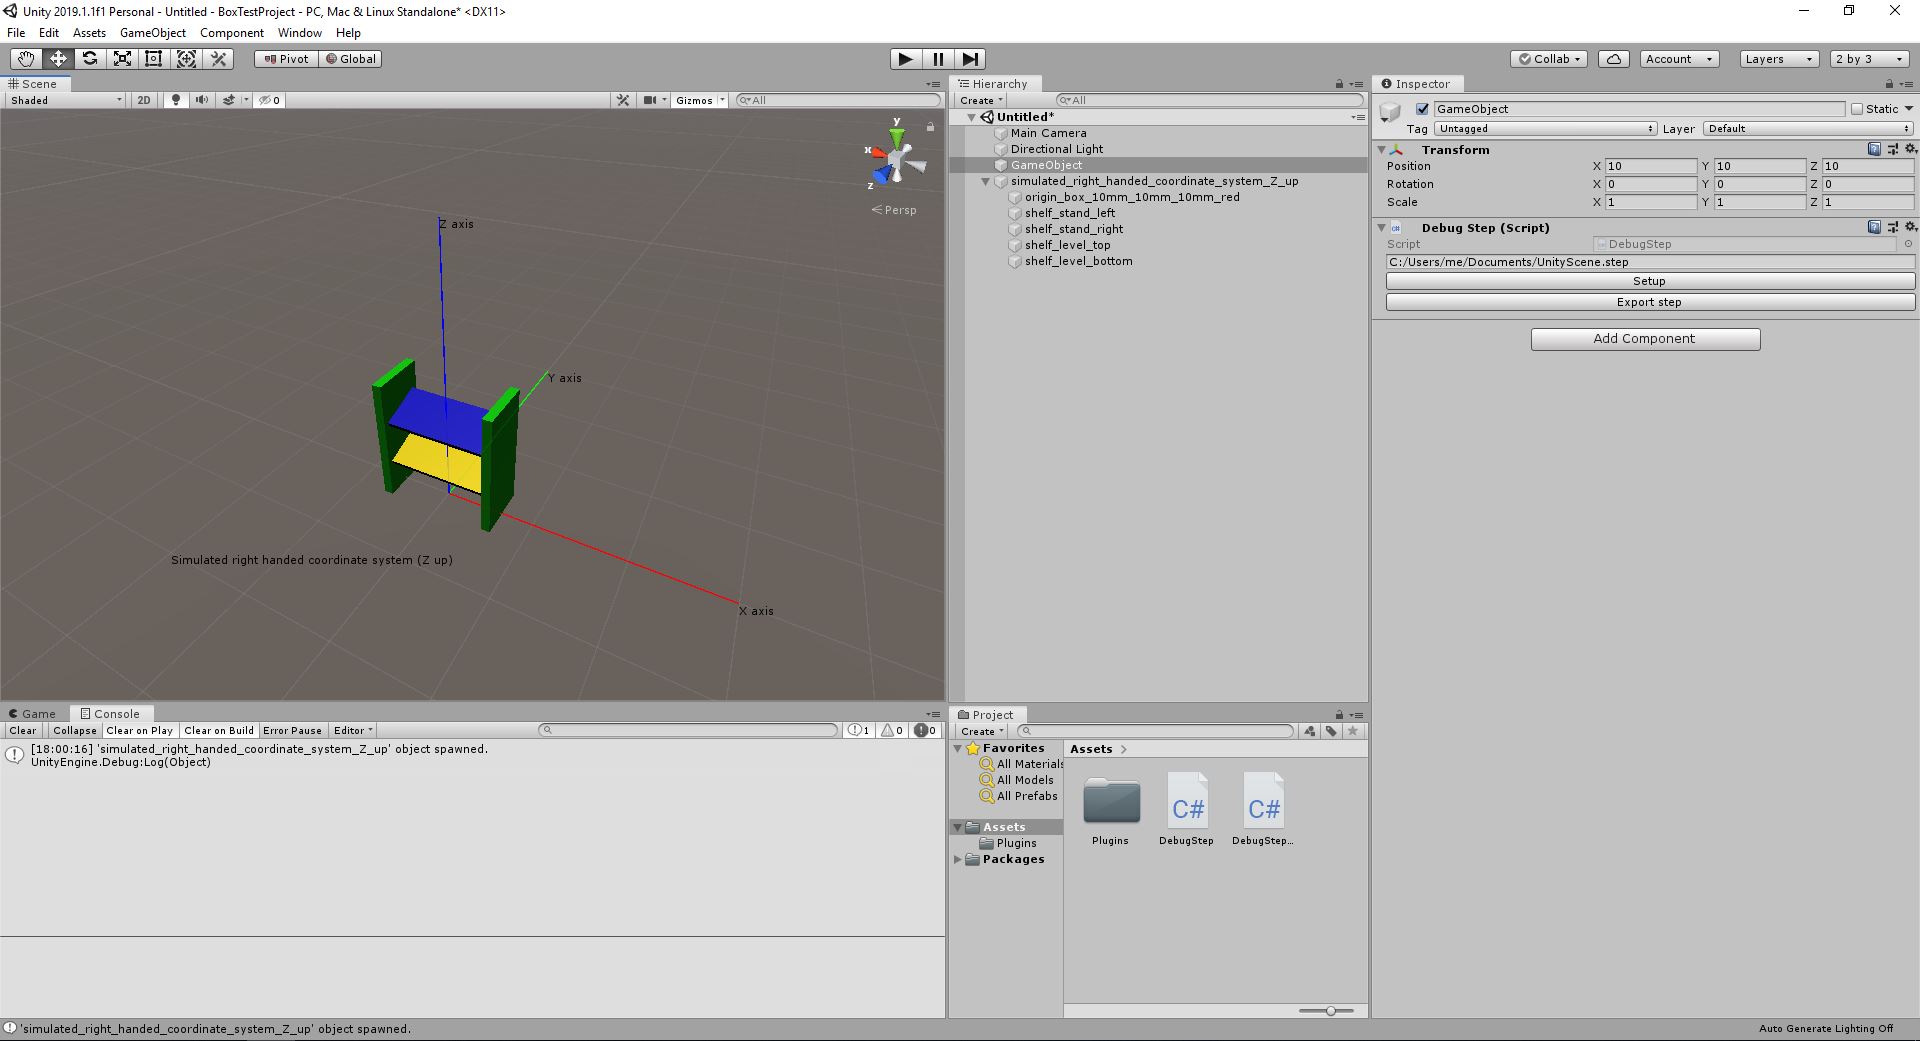 Unity 2019.1.1f1 Personal - Untitled - BoxTestProject - PC, Mac & Linux Standalone* <DX11>
File Edit Assets GameObject Component Window Help
Pivot Global Collab Account Layers 2 by 3
Scene
Shaded 2D 0 Gizmos All
y
x
z
Persp
Z axis
Y axis
Simulated right handed coordinate system (Z up)
X axis
Hierarchy
Create All
Untitled*
Main Camera
Directional Light
GameObject
simulated_right_handed_coordinate_system_Z_up
origin_box_10mm_10mm_10mm_red
shelf_stand_left
shelf_stand_right
shelf_level_top
shelf_level_bottom
Inspector
GameObject Static
Tag Untagged Layer Default
Transform
Position X 10 Y 10 Z 10
Rotation X 0 Y 0 Z 0
Scale X 1 Y 1 Z 1
Debug Step (Script)
Script DebugStep
C:/Users/me/Documents/UnityScene.step
Setup
Export step
Add Component
Game Console
Clear Collapse Clear on Play Clear on Build Error Pause Editor 1 0 0
[18:00:16] 'simulated_right_handed_coordinate_system_Z_up' object spawned.
UnityEngine.Debug:Log(Object)
Project
Create
Favorites
All Materials
All Models
All Prefabs
Assets
Plugins
Packages
Assets
C# C#
Plugins DebugStep DebugStep...
'simulated_right_handed_coordinate_system_Z_up' object spawned.
Auto Generate Lighting Off